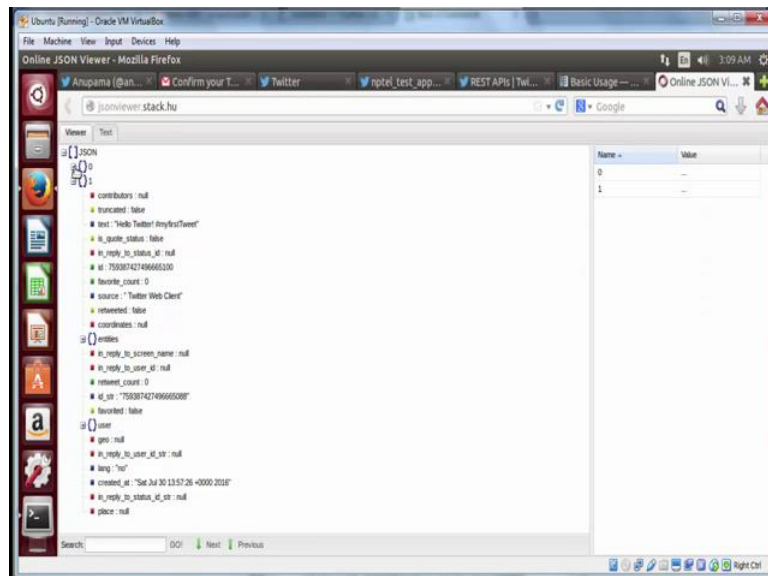 Ubuntu [Running] - Oracle VM VirtualBox
File Machine View Input Devices Help
Online JSON Viewer - Mozilla Firefox
En 3:09 AM
Anupama (@an... Confirm your T... Twitter nptel_test_app... REST APIs | Twi... Basic Usage — ... Online JSON Vi...
jsonviewer.stack.hu Google
Viewer Text
[ ] JSON
{ } 0
{ } 1
contributors : null
truncated : false
text : "Hello Twitter! #myfirstTweet"
is_quote_status : false
in_reply_to_status_id : null
id : 759387427496665100
favorite_count : 0
source : " Twitter Web Client"
retweeted : false
coordinates : null
{ } entities
in_reply_to_screen_name : null
in_reply_to_user_id : null
retweet_count : 0
id_str : "759387427496665088"
favorited : false
{ } user
geo : null
in_reply_to_user_id_str : null
lang : "no"
created_at : "Sat Jul 30 13:57:26 +0000 2016"
in_reply_to_status_id_str : null
place : null
Name Value
0 ...
1 ...
Search: GO! Next Previous
Right Ctrl